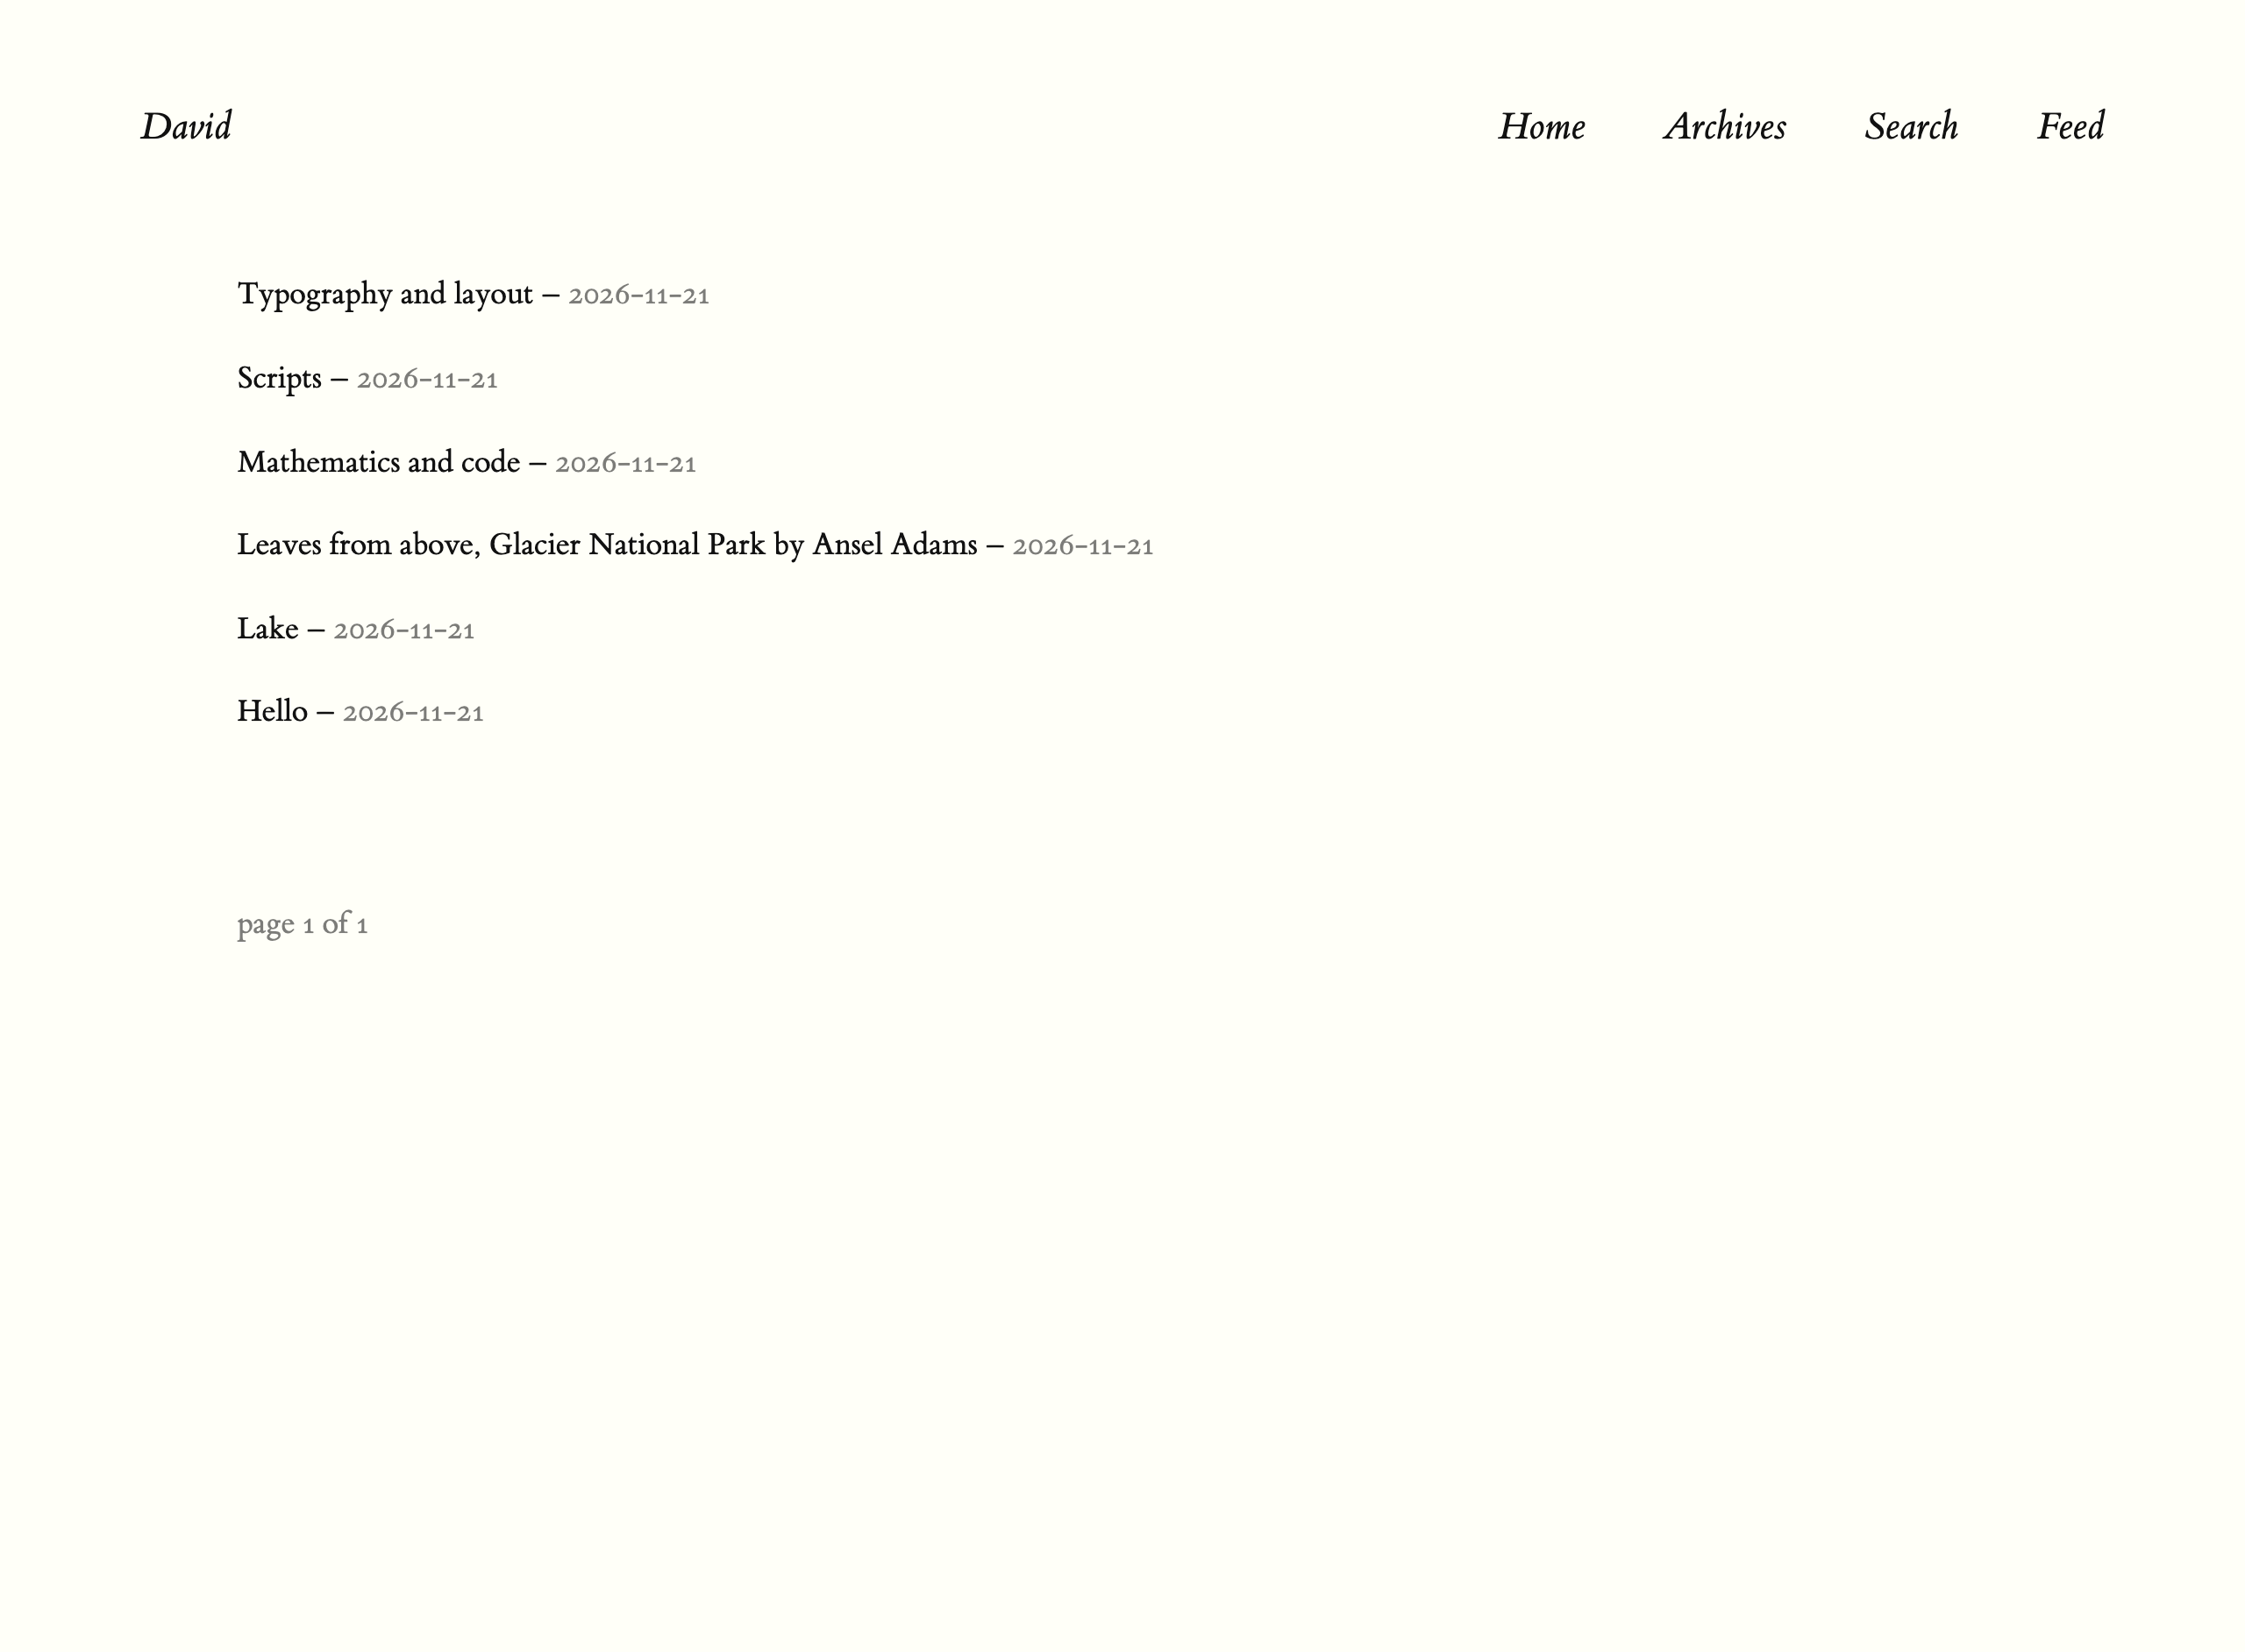 David Home Archives Search Feed
Typography and layout – 2026-11-21
Scripts – 2026-11-21
Mathematics and code – 2026-11-21
Leaves from above, Glacier National Park by Ansel Adams – 2026-11-21
Lake – 2026-11-21
Hello – 2026-11-21
page 1 of 1